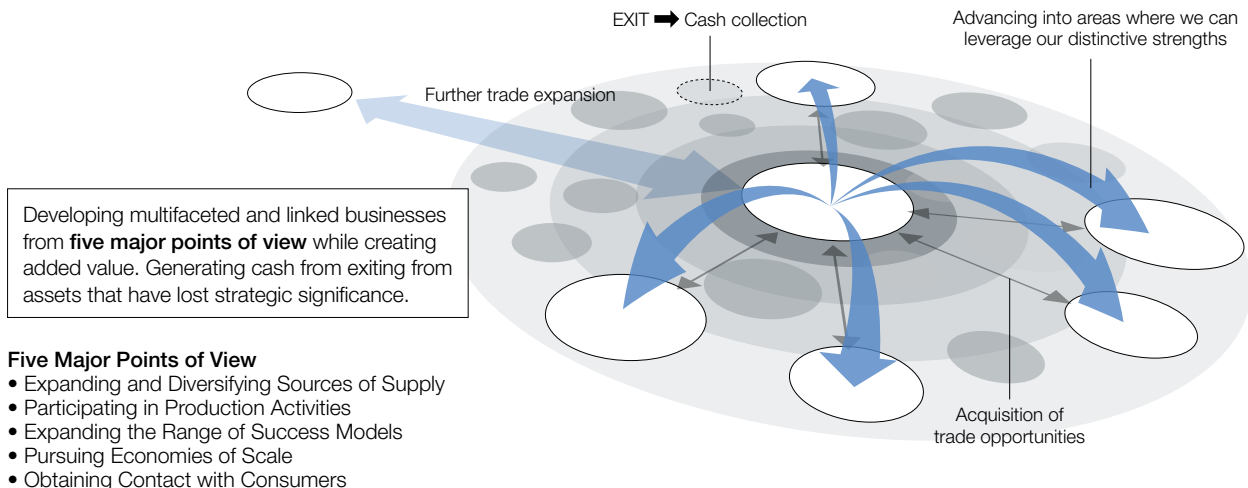 EXIT ➡ Cash collection
Advancing into areas where we can
leverage our distinctive strengths
Further trade expansion
Developing multifaceted and linked businesses
from five major points of view while creating
added value. Generating cash from exiting from
assets that have lost strategic significance.
Five Major Points of View
• Expanding and Diversifying Sources of Supply
• Participating in Production Activities
• Expanding the Range of Success Models
• Pursuing Economies of Scale
• Obtaining Contact with Consumers
Acquisition of
trade opportunities